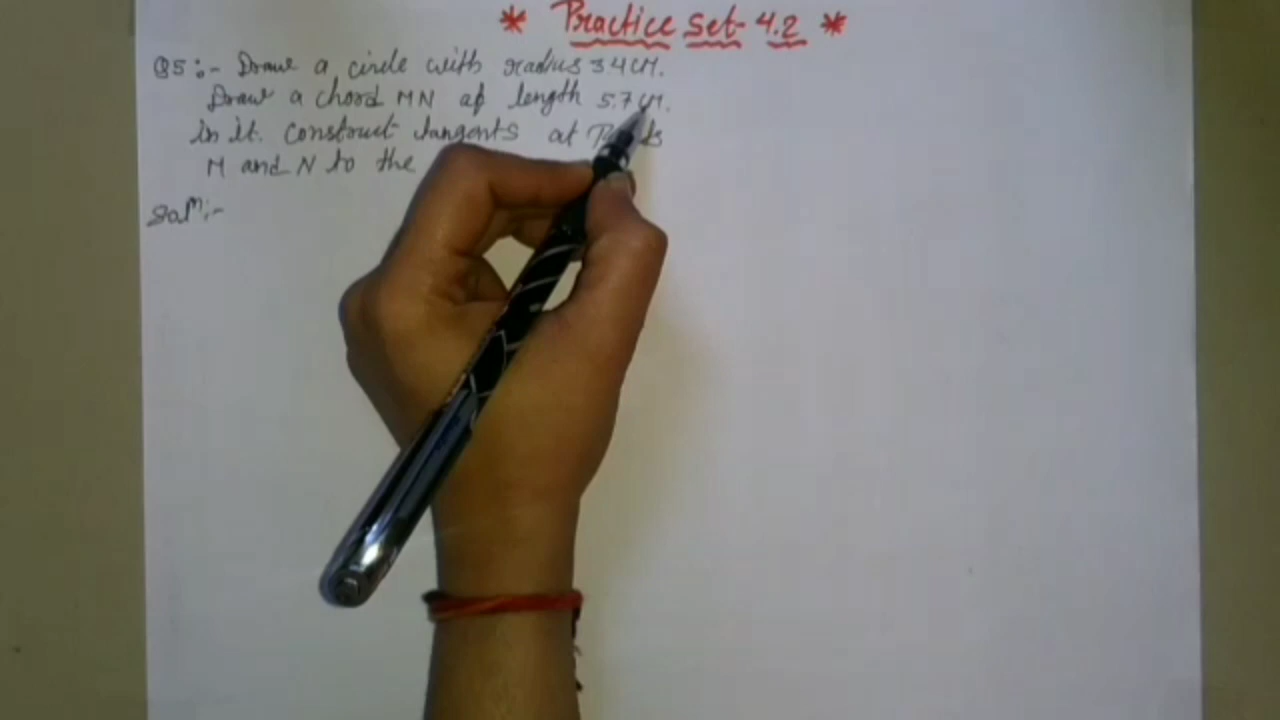 * Practice Set 4.2 *
Q5:- Draw a circle with radius 3.4 CM.
Draw a chord MN of length 5.7 CM.
in it. construct tangents at
M and N to the
Solⁿ:-